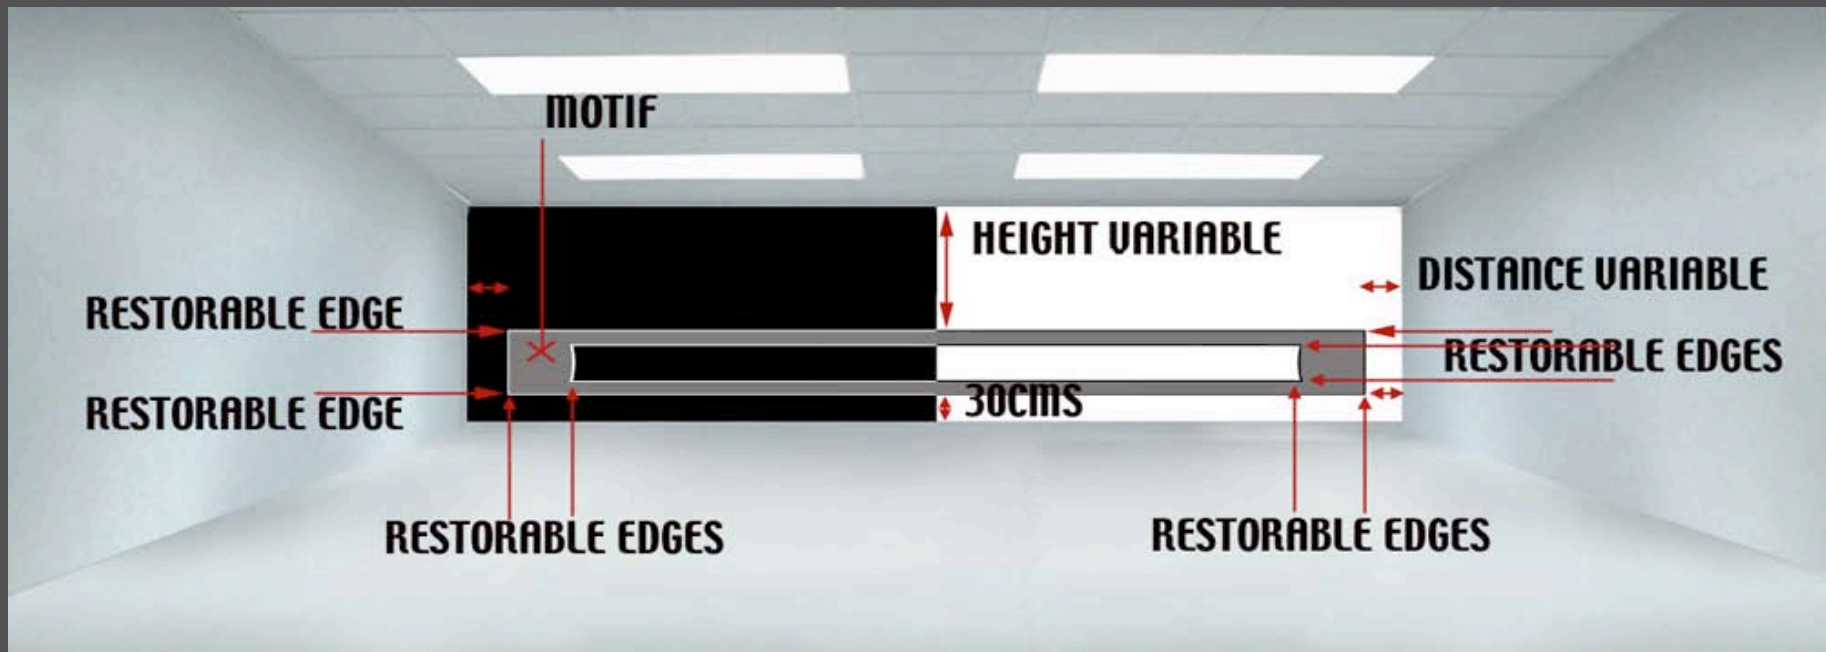 MOTIF
HEIGHT VARIABLE
DISTANCE VARIABLE
RESTORABLE EDGE
RESTORABLE EDGES
30CMS
RESTORABLE EDGE
RESTORABLE EDGES
RESTORABLE EDGES